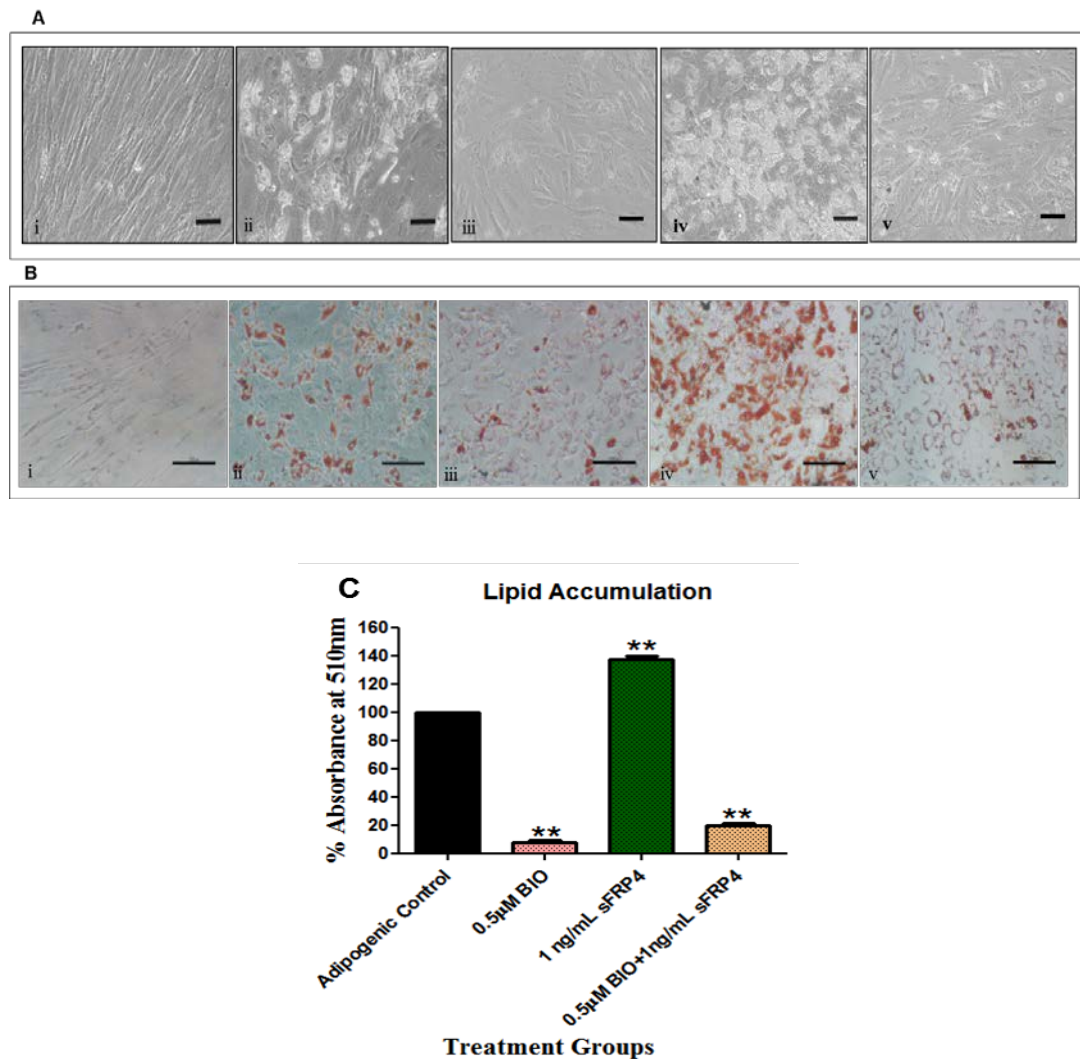 A
i ii iii iv v
B
i ii iii iv v
C Lipid Accumulation
% Absorbance at 510nm
160
140
120
100
80
60
40
20
0
** ** **
Adipogenic Control
0.5µM BIO
1 ng/mL sFRP4
0.5µM BIO+1ng/mL sFRP4
Treatment Groups